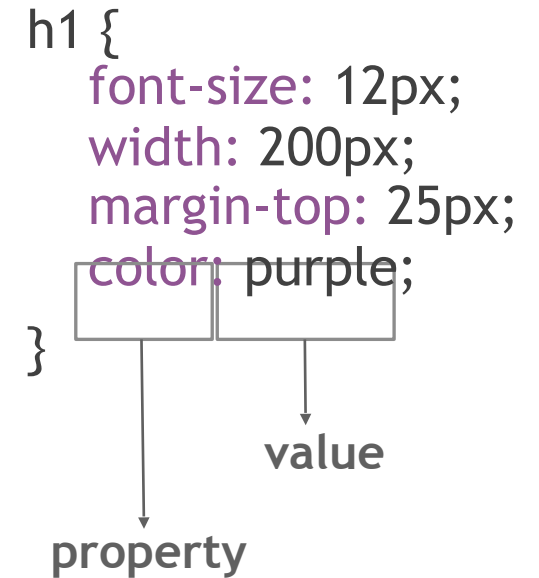 h1 {
font-size: 12px;
width: 200px;
margin-top: 25px;
color: purple;
}
value
property